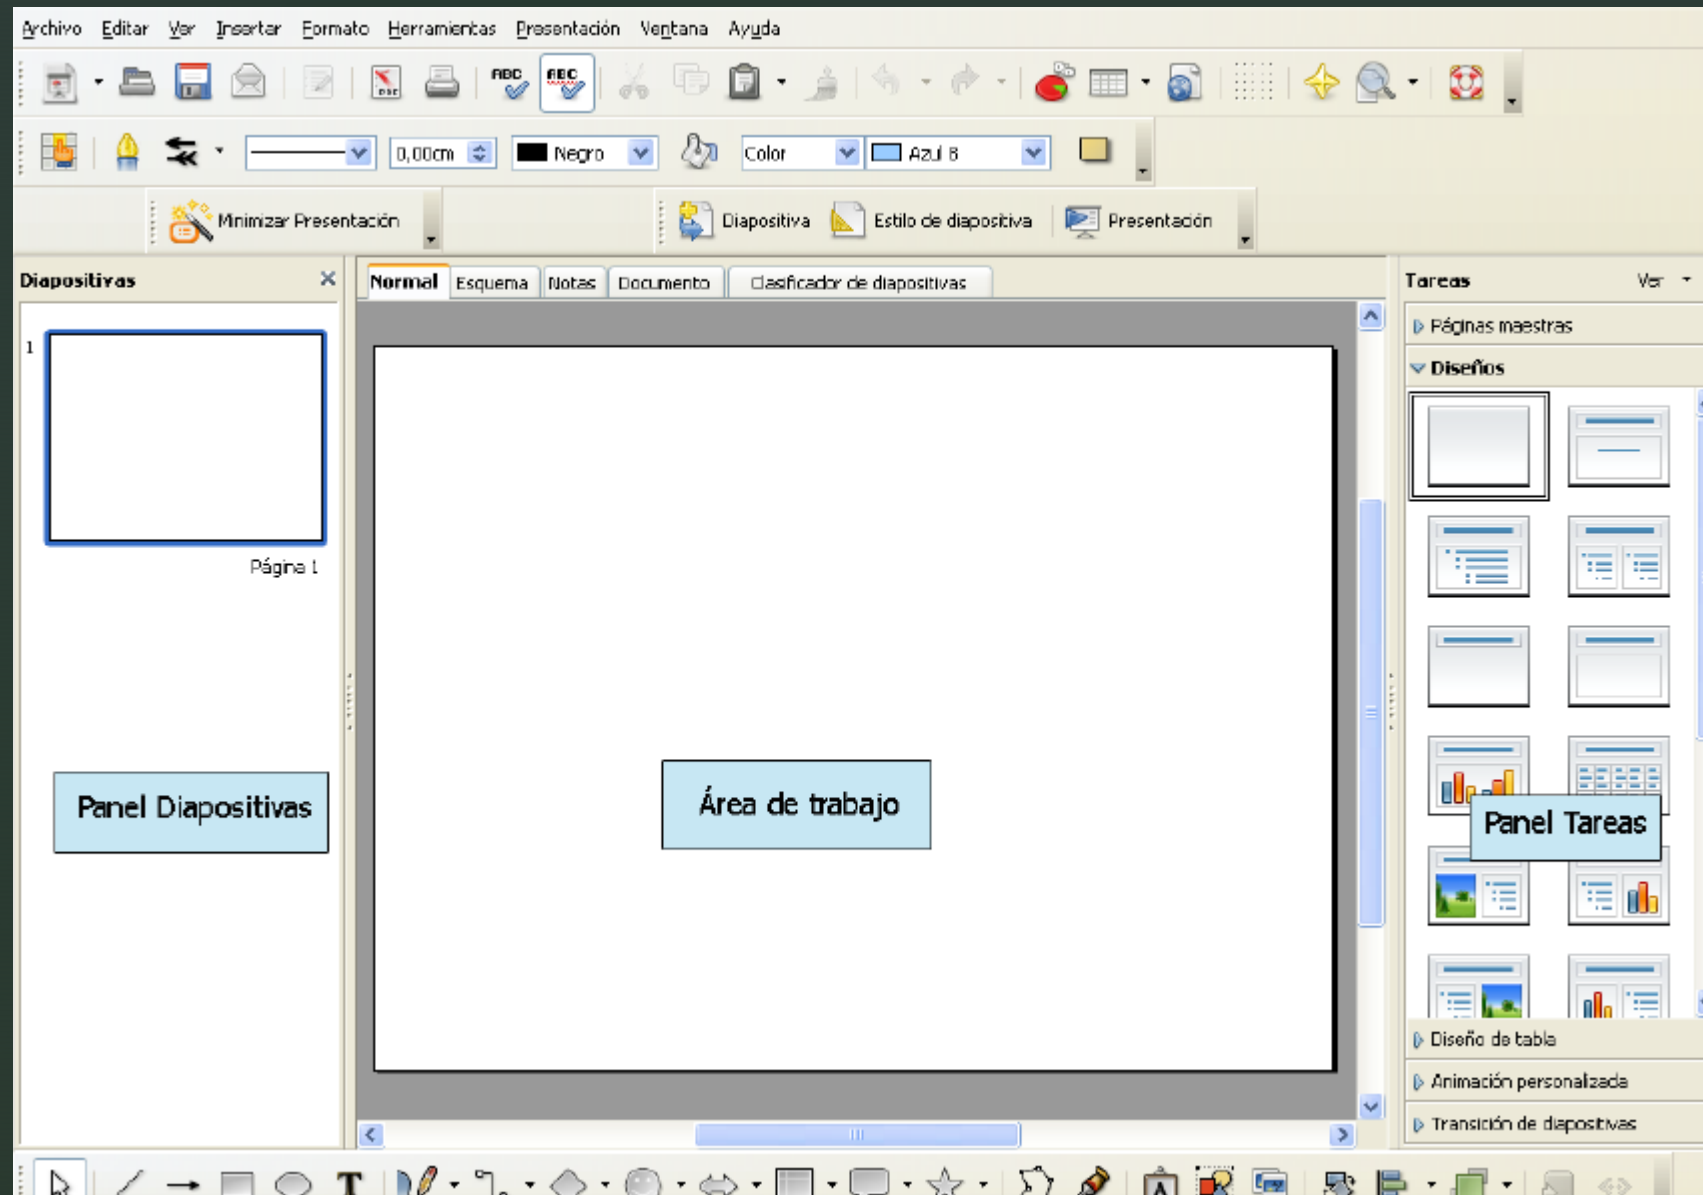 Archivo Editar Ver Insertar Formato Herramientas Presentación Ventana Ayuda
ABC ABC
0,00cm Negro Color Azul 8
Minimizar Presentación Diapositiva Estilo de diapositiva Presentación
Diapositivas
Normal Esquema Notas Documento Clasificador de diapositivas
Tareas Ver
1
Página 1
Páginas maestras
Diseños
Panel Diapositivas
Área de trabajo
Panel Tareas
Diseño de tabla
Animación personalizada
Transición de diapositivas
T
A